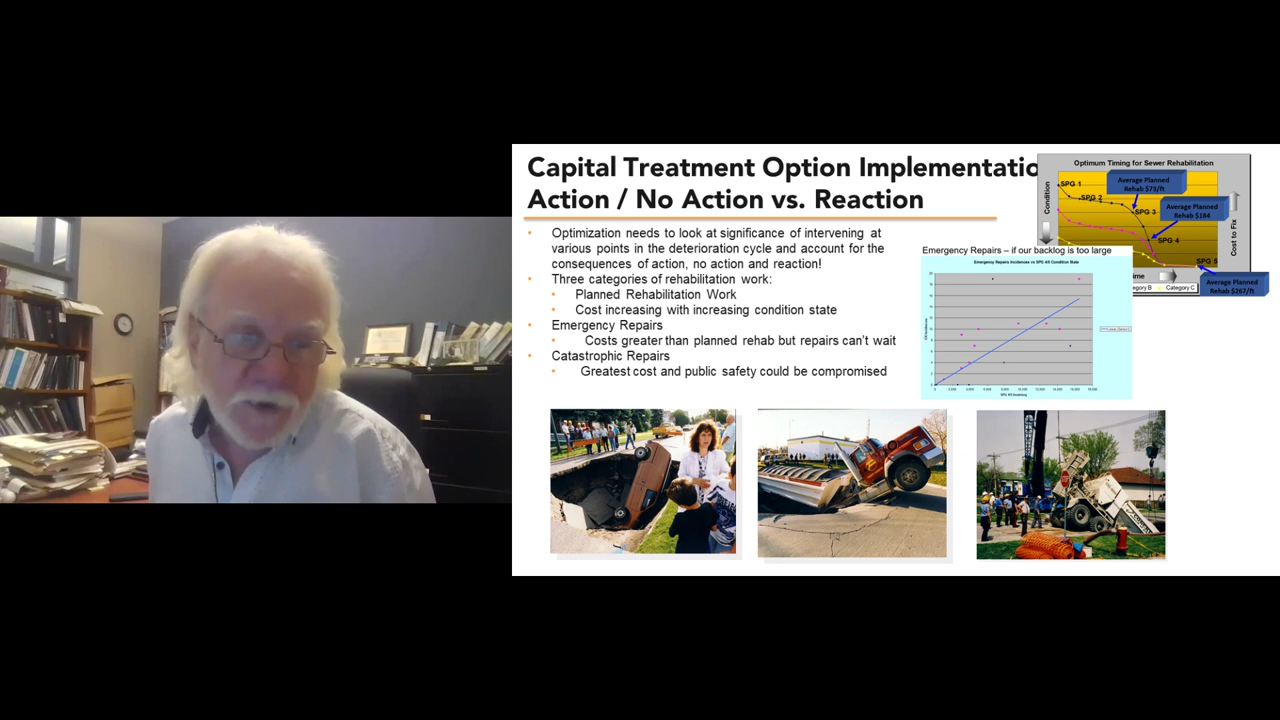 Capital Treatment Option Implementatio
Action / No Action vs. Reaction
Optimization needs to look at significance of intervening at
various points in the deterioration cycle and account for the
consequences of action, no action and reaction!
Three categories of rehabilitation work:
Planned Rehabilitation Work
Cost increasing with increasing condition state
Emergency Repairs
Costs greater than planned rehab but repairs can't wait
Catastrophic Repairs
Greatest cost and public safety could be compromised
Optimum Timing for Sewer Rehabilitation
Condition
SPG 1
SPG 2
SPG 3
SPG 4
SPG 5
Average Planned
Rehab $73/ft
Average Planned
Rehab $184
Average Planned
Rehab $267/ft
Cost to Fix
ime
egory B
Category C
Emergency Repairs – if our backlog is too large
Emergency Repairs Incidences vs SPG 4/5 Condition State